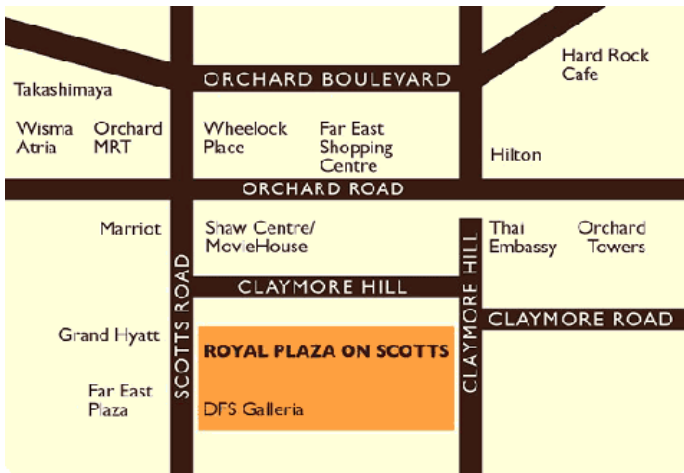 ORCHARD BOULEVARD
Hard Rock
Cafe
Takashimaya
Wisma
Atria
Orchard
MRT
Wheelock
Place
Far East
Shopping
Centre
Hilton
ORCHARD ROAD
Marriot
Shaw Centre/
MovieHouse
Thai
Embassy
Orchard
Towers
SCOTTS ROAD
CLAYMORE HILL
CLAYMORE HILL
CLAYMORE ROAD
Grand Hyatt
ROYAL PLAZA ON SCOTTS
Far East
Plaza
DFS Galleria